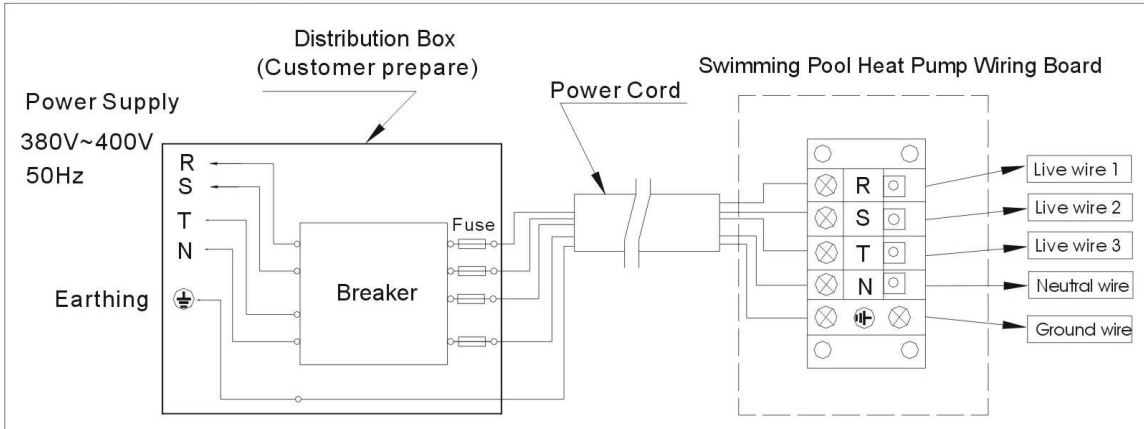 Distribution Box
(Customer prepare)
Power Supply
380V~400V
50Hz
R
S
T
N
Earthing
Breaker
Fuse
Power Cord
Swimming Pool Heat Pump Wiring Board
R
S
T
N
Live wire 1
Live wire 2
Live wire 3
Neutral wire
Ground wire